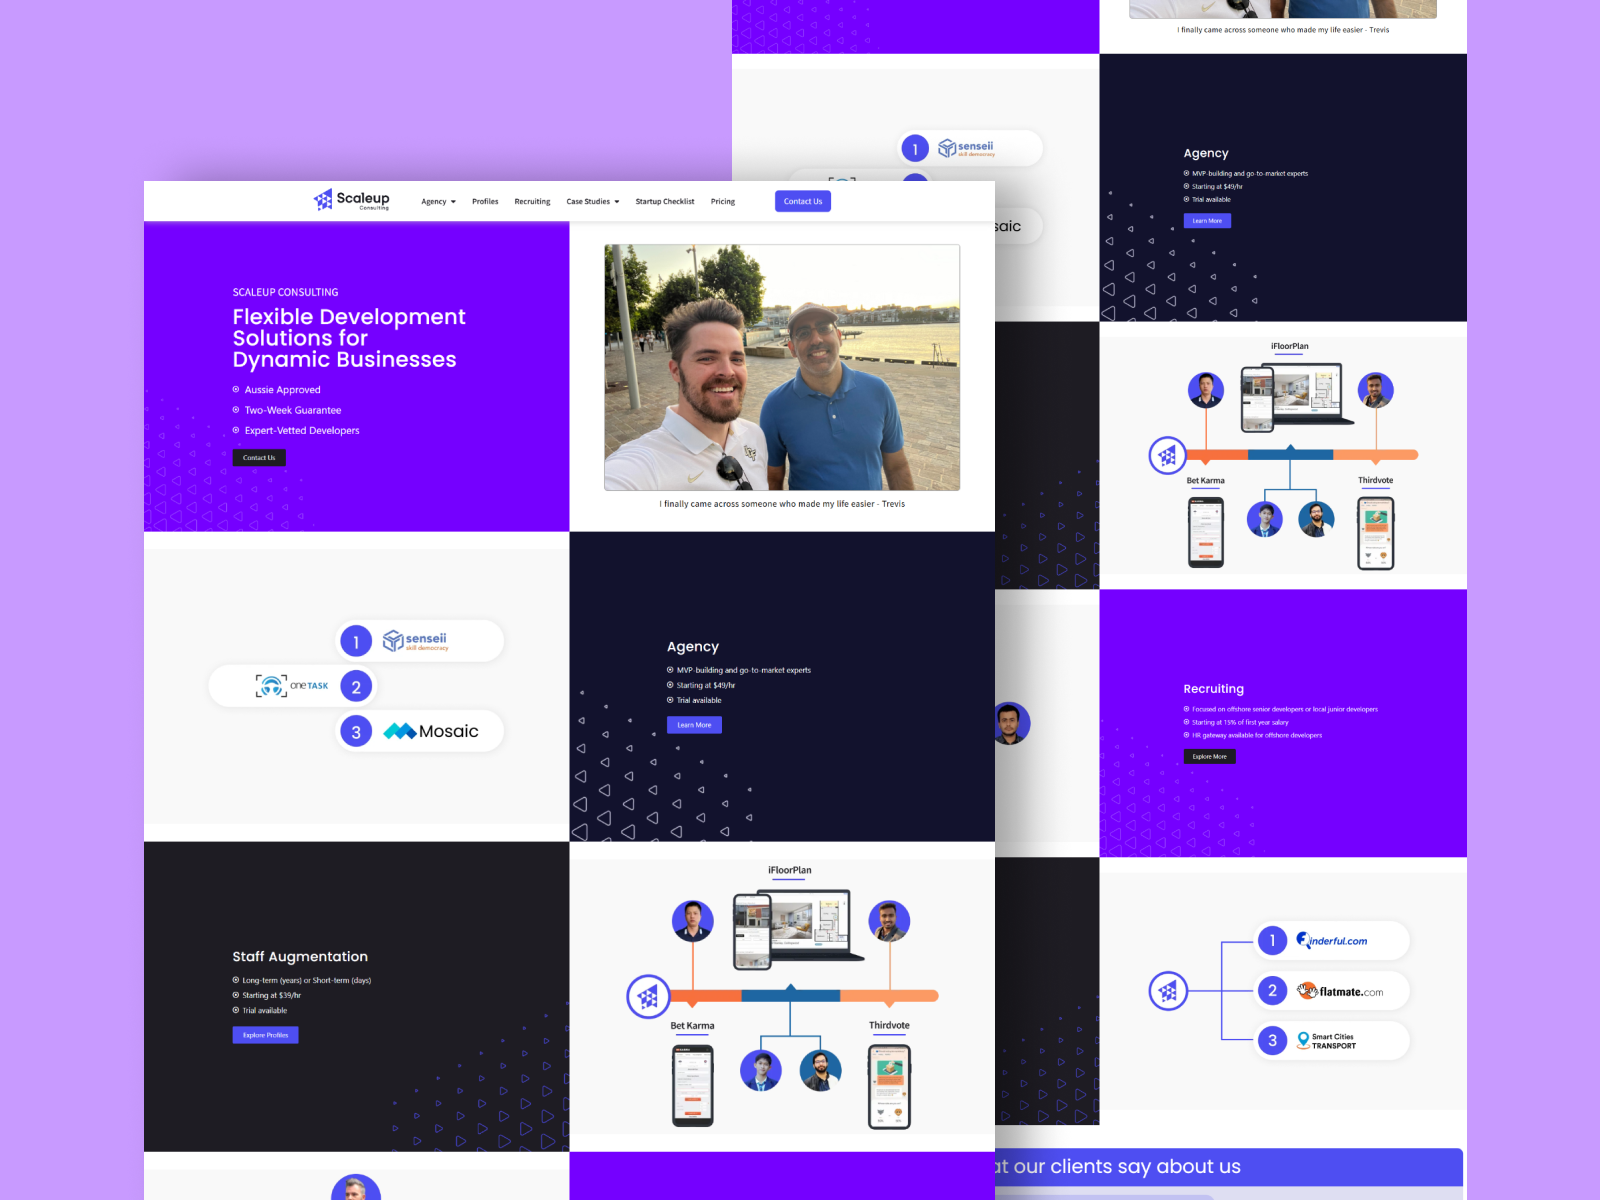 Scaleup
Consulting
Agency
Profiles
Recruiting
Case Studies
Startup Checklist
Pricing
Contact Us
SCALEUP CONSULTING
Flexible Development
Solutions for
Dynamic Businesses
Aussie Approved
Two-Week Guarantee
Expert-Vetted Developers
Contact Us
I finally came across someone who made my life easier - Trevis
1
senseii
skill democracy
one TASK
2
3
Mosaic
Agency
MVP-building and go-to-market experts
Starting at $49/hr
Trial available
Learn More
Staff Augmentation
Long-term (years) or Short-term (days)
Starting at $39/hr
Trial available
Explore Profiles
iFloorPlan
Bet Karma
Thirdvote
I finally came across someone who made my life easier - Trevis
1
senseii
skill democracy
saic
Agency
MVP-building and go-to-market experts
Starting at $49/hr
Trial available
Learn More
iFloorPlan
Bet Karma
Thirdvote
Recruiting
Focused on offshore senior developers or local junior developers
Starting at 15% of first year salary
HR gateway available for offshore developers
Explore More
1
inderful.com
2
flatmate.com
3
Smart Cities
TRANSPORT
at our clients say about us